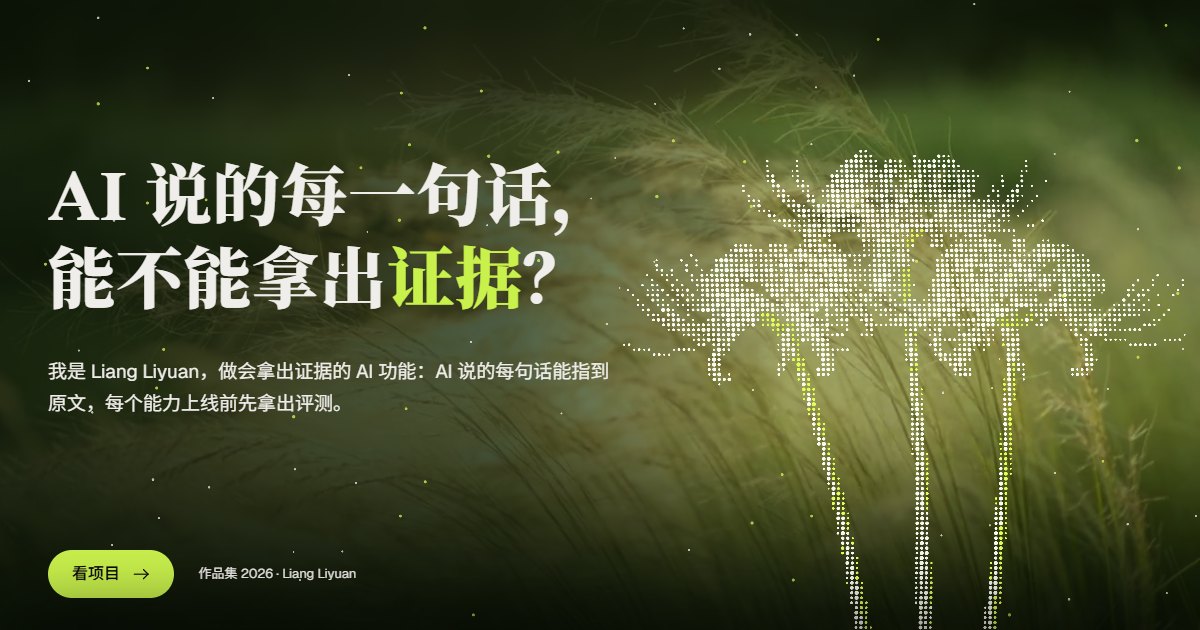 AI 说的每一句话,
能不能拿出证据?
我是 Liang Liyuan，做会拿出证据的 AI 功能：AI 说的每句话能指到
原文，每个能力上线前先拿出评测。
看项目 →
作品集 2026 · Liang Liyuan